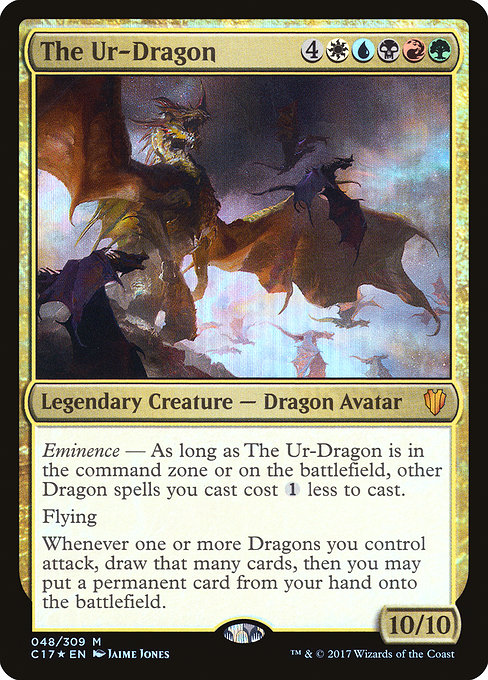 The Ur-Dragon 4
Legendary Creature — Dragon Avatar
Eminence — As long as The Ur-Dragon is in
the command zone or on the battlefield, other
Dragon spells you cast cost 1 less to cast.
Flying
Whenever one or more Dragons you control
attack, draw that many cards, then you may
put a permanent card from your hand onto
the battlefield.
10/10
048/309 M
C17★EN Jaime Jones
™ & © 2017 Wizards of the Coast